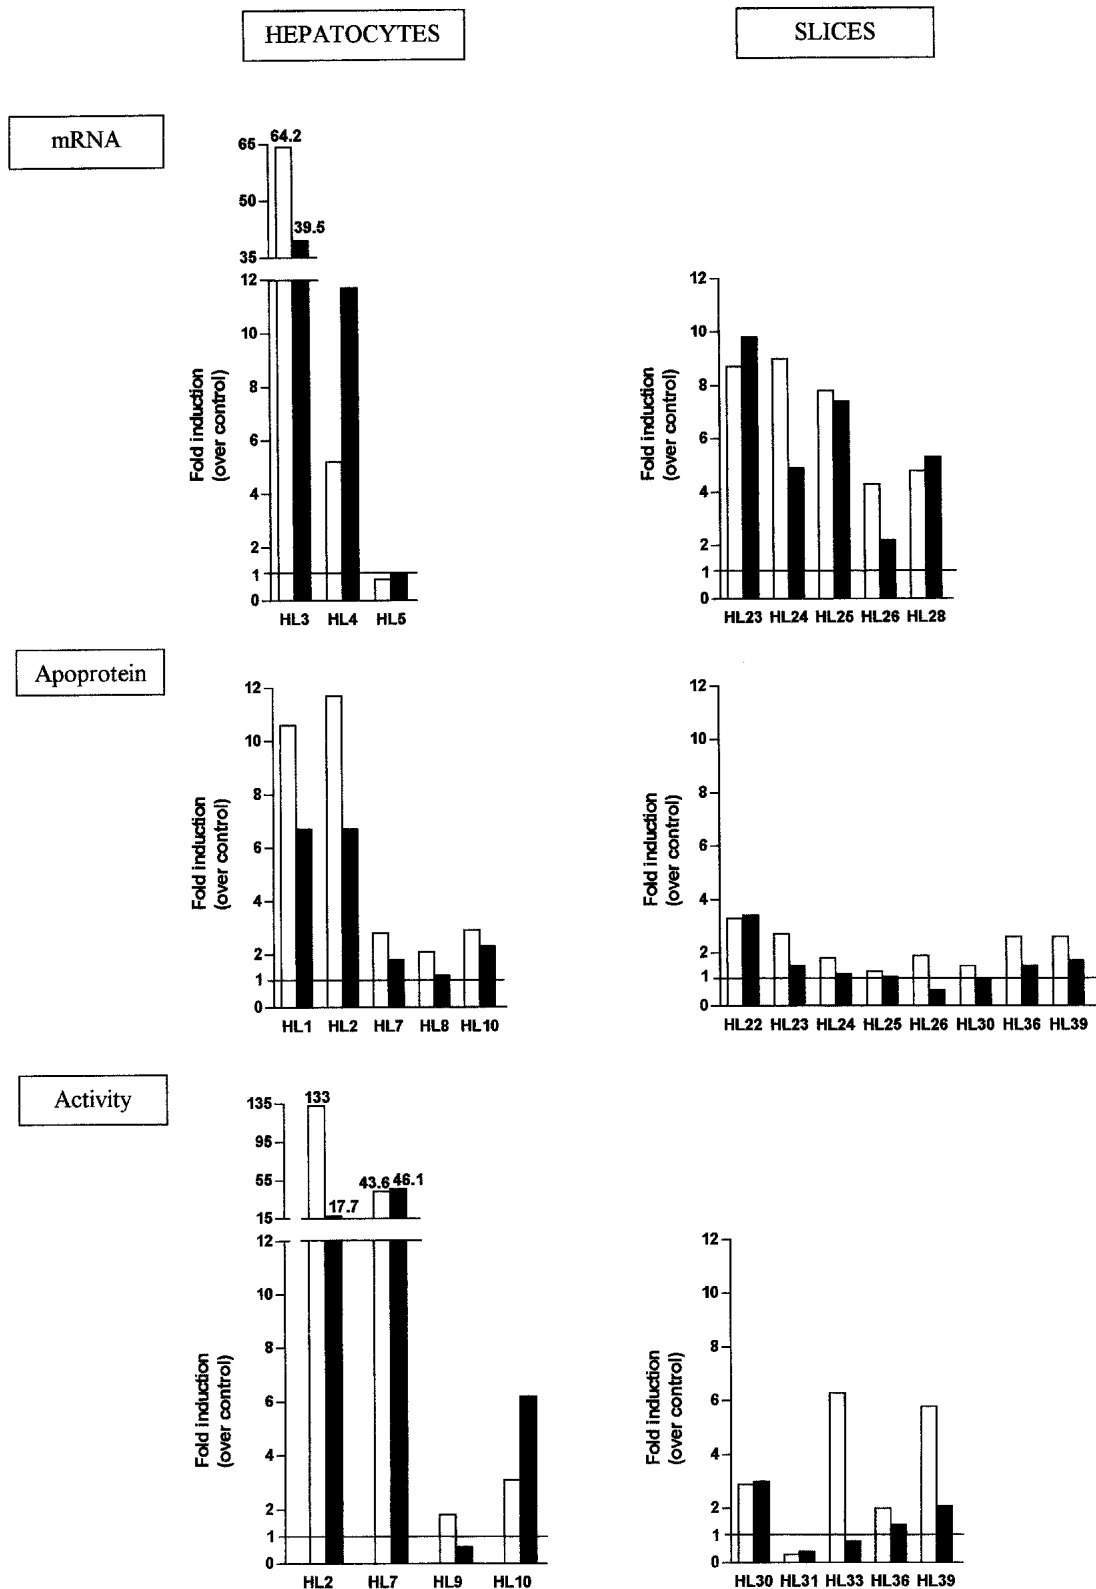 HEPATOCYTES
SLICES
mRNA
65
50
35
12
10
8
6
4
2
1
0
64.2
39.5
Fold induction
(over control)
HL3 HL4 HL5
12
10
8
6
4
2
1
0
Fold induction
(over control)
HL23 HL24 HL25 HL26 HL28
Apoprotein
12
10
8
6
4
2
1
0
Fold induction
(over control)
HL1 HL2 HL7 HL8 HL10
12
10
8
6
4
2
1
0
Fold induction
(over control)
HL22 HL23 HL24 HL25 HL26 HL30 HL36 HL39
Activity
135
95
55
15
12
10
8
6
4
2
1
0
133
17.7
43.6 46.1
Fold induction
(over control)
HL2 HL7 HL9 HL10
12
10
8
6
4
2
1
0
Fold induction
(over control)
HL30 HL31 HL33 HL36 HL39